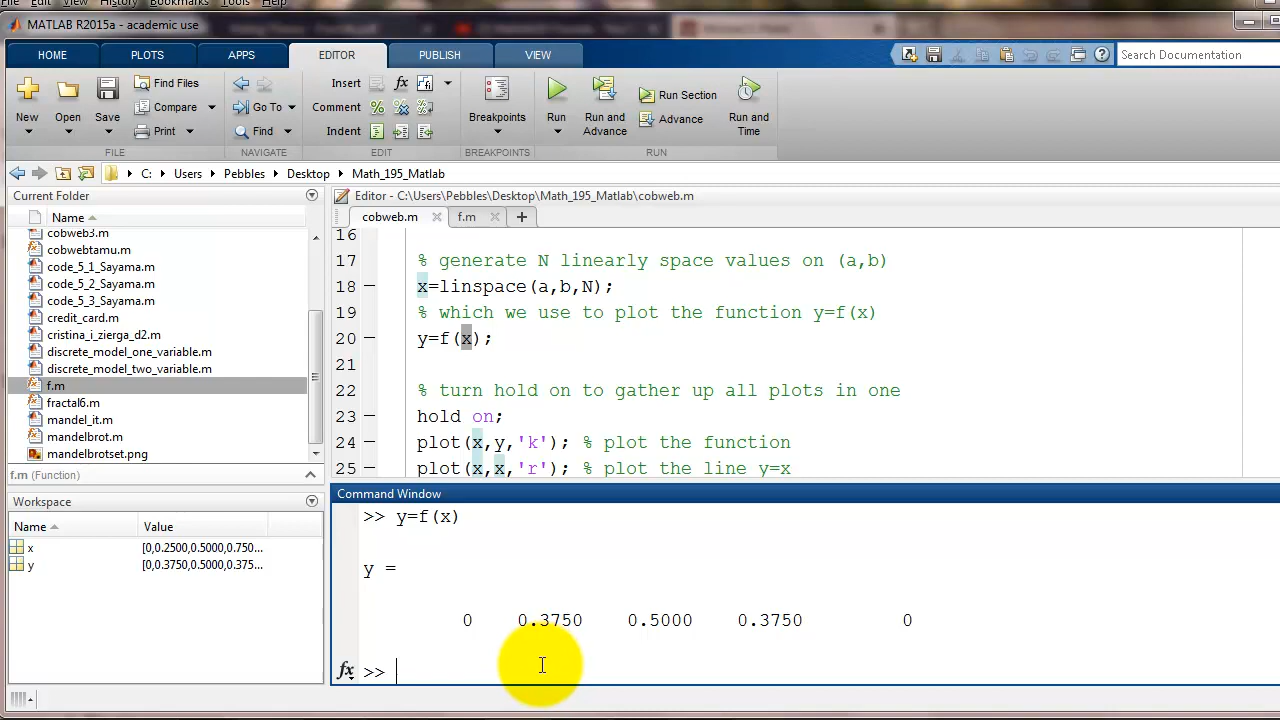 File Edit View History Bookmarks Tools Help
MATLAB R2015a - academic use
HOME PLOTS APPS EDITOR PUBLISH VIEW
Search Documentation
New Open Save
Find Files
Compare
Print
Go To
Find
Insert
Comment
Indent
Breakpoints
Run
Run and Advance
Run Section
Advance
Run and Time
FILE NAVIGATE EDIT BREAKPOINTS RUN
C: Users Pebbles Desktop Math_195_Matlab
Current Folder
Name
cobweb3.m
cobwebtamu.m
code_5_1_Sayama.m
code_5_2_Sayama.m
code_5_3_Sayama.m
credit_card.m
cristina_i_zierga_d2.m
discrete_model_one_variable.m
discrete_model_two_variable.m
f.m
fractal6.m
mandel_it.m
mandelbrot.m
mandelbrotset.png
f.m (Function)
Workspace
Name Value
x [0,0.2500,0.5000,0.750...
y [0,0.3750,0.5000,0.375...
Editor - C:\Users\Pebbles\Desktop\Math_195_Matlab\cobweb.m
cobweb.m f.m
16
17 % generate N linearly space values on (a,b)
18 x=linspace(a,b,N);
19 % which we use to plot the function y=f(x)
20 y=f(x);
21
22 % turn hold on to gather up all plots in one
23 hold on;
24 plot(x,y,'k'); % plot the function
25 plot(x,x,'r'); % plot the line y=x
Command Window
>> y=f(x)
y =
0 0.3750 0.5000 0.3750 0
fx >>